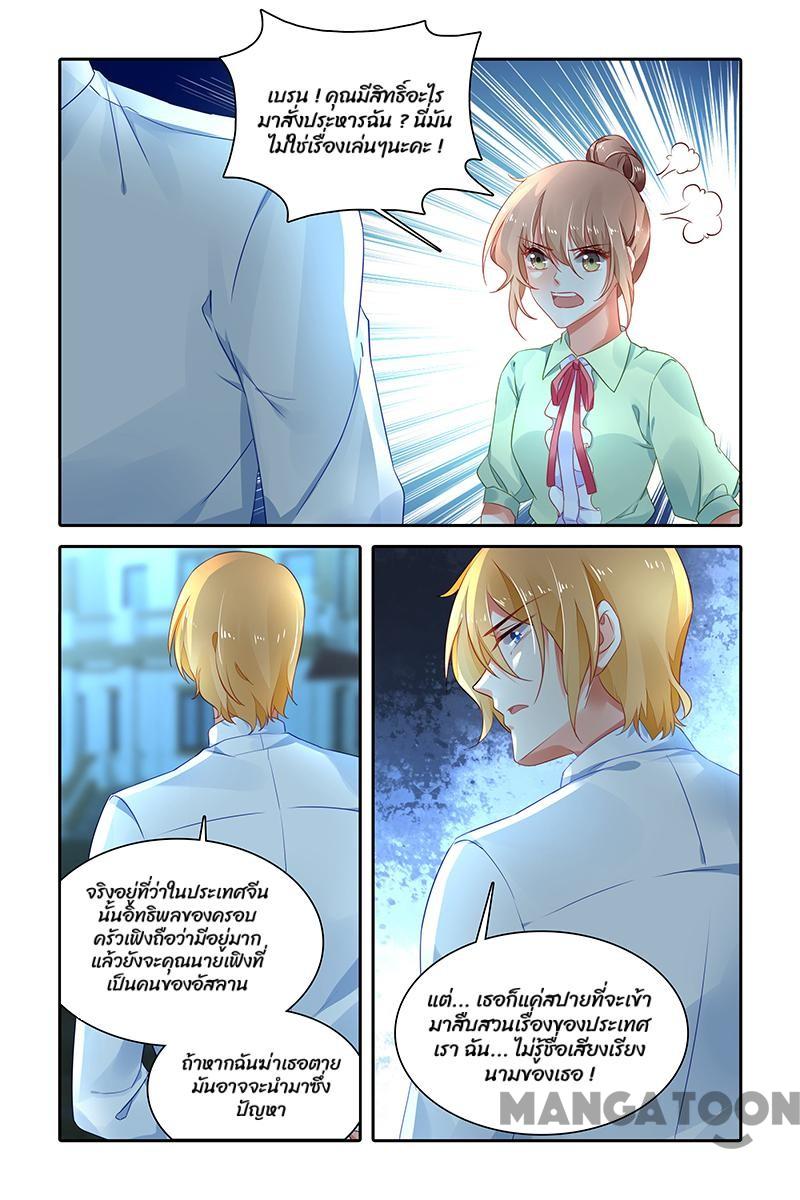 เบรน ! คุณมีสิทธิ์อะไร
มาสั่งประหารฉัน ? นี่มัน
ไม่ใช่เรื่องเล่นๆนะคะ !
จริงอยู่ที่ว่าในประเทศจีน
นั้นอิทธิพลของครอบ
ครัวเฟิงถือว่ามีอยู่มาก
แล้วยังจะคุณนายเฟิงที่
เป็นคนของอัสลาน
ถ้าหากฉันฆ่าเธอตาย
มันอาจจะนำมาซึ่ง
ปัญหา
แต่... เธอก็แค่สปายที่จะเข้า
มาสืบสวนเรื่องของประเทศ
เรา ฉัน... ไม่รู้ชื่อเสียงเรียง
นามของเธอ !
MANGATOON